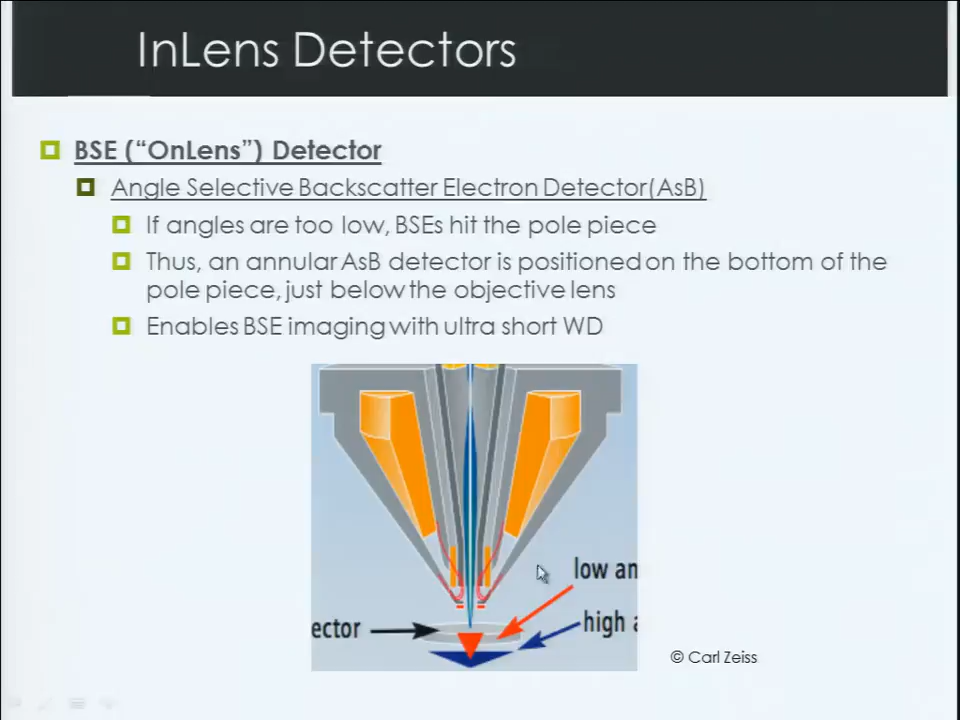 InLens Detectors
BSE (“OnLens”) Detector
Angle Selective Backscatter Electron Detector(AsB)
If angles are too low, BSEs hit the pole piece
Thus, an annular AsB detector is positioned on the bottom of the
pole piece, just below the objective lens
Enables BSE imaging with ultra short WD
low an
ector
high a
© Carl Zeiss